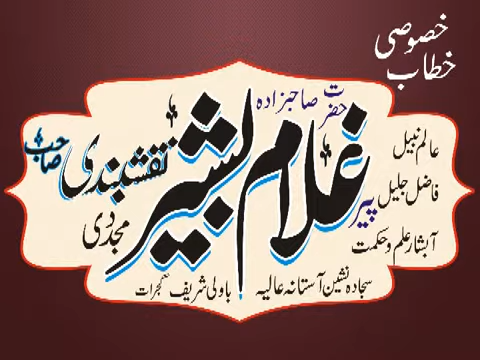 خصوصی
خطاب
حضرت صاحبزادہ
عالم نبیل
فاضل جلیل
آبشار علم و حکمت
پیر غلام بشیر نقشبندی صاحب
مجددی
سجادہ نشین آستانہ عالیہ باولی شریف گجرات